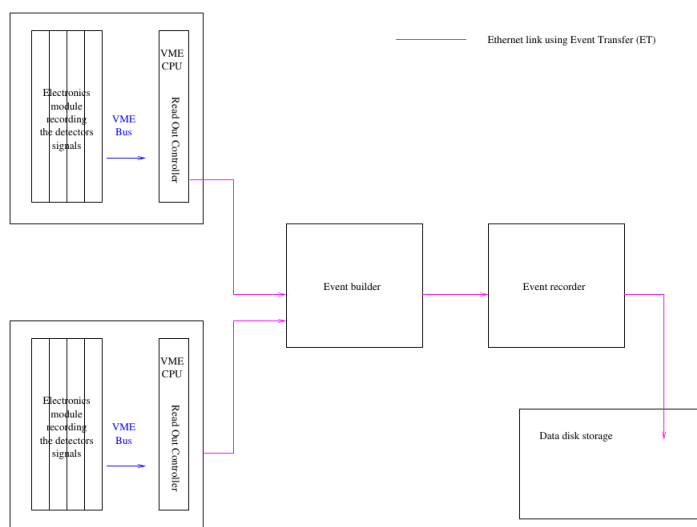 Ethernet link using Event Transfer (ET)
VME
CPU
Electronics
module
recording
the detectors
signals
VME
Bus
Read Out Controller
Event builder
Event recorder
VME
CPU
Electronics
module
recording
the detectors
signals
VME
Bus
Read Out Controller
Data disk storage